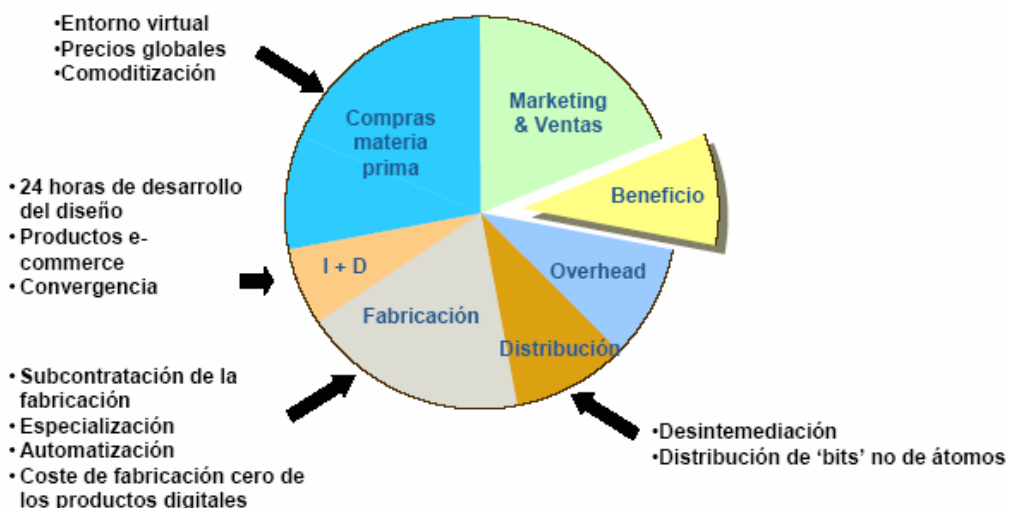 •Entorno virtual
•Precios globales
•Comoditización
Marketing
& Ventas
Compras
materia
prima
Beneficio
• 24 horas de desarrollo
del diseño
• Productos e-
commerce
• Convergencia
I + D
Overhead
Fabricación
Distribución
• Subcontratación de la
fabricación
• Especialización
• Automatización
• Coste de fabricación cero de
los productos digitales
•Desintemediación
•Distribución de ‘bits’ no de átomos